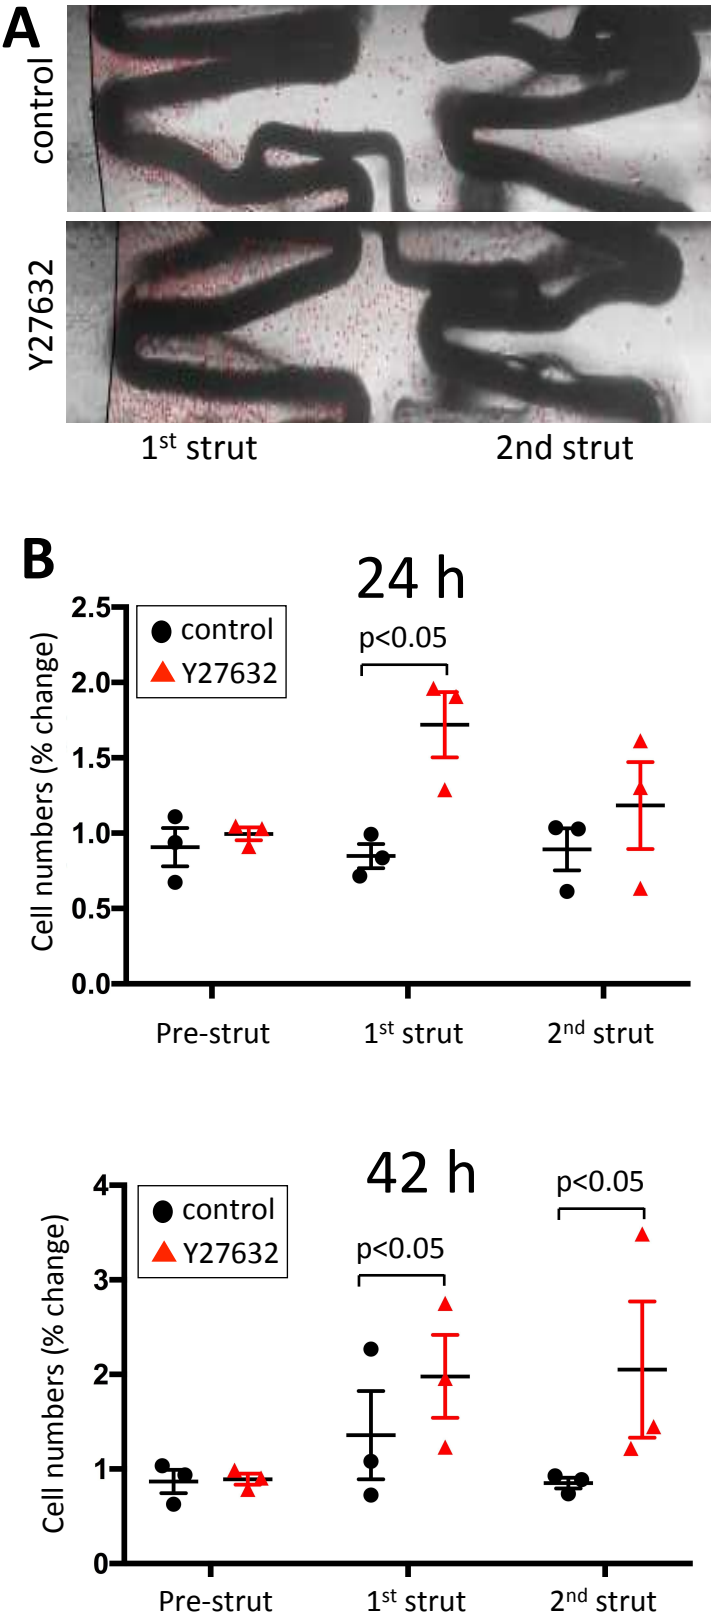 A
control
Y27632
1st strut
2nd strut
B
24 h
Cell numbers (% change)
2.5
2.0
1.5
1.0
0.5
0.0
control
Y27632
p<0.05
Pre-strut
1st strut
2nd strut
42 h
Cell numbers (% change)
4
3
2
1
0
control
Y27632
p<0.05
p<0.05
Pre-strut
1st strut
2nd strut